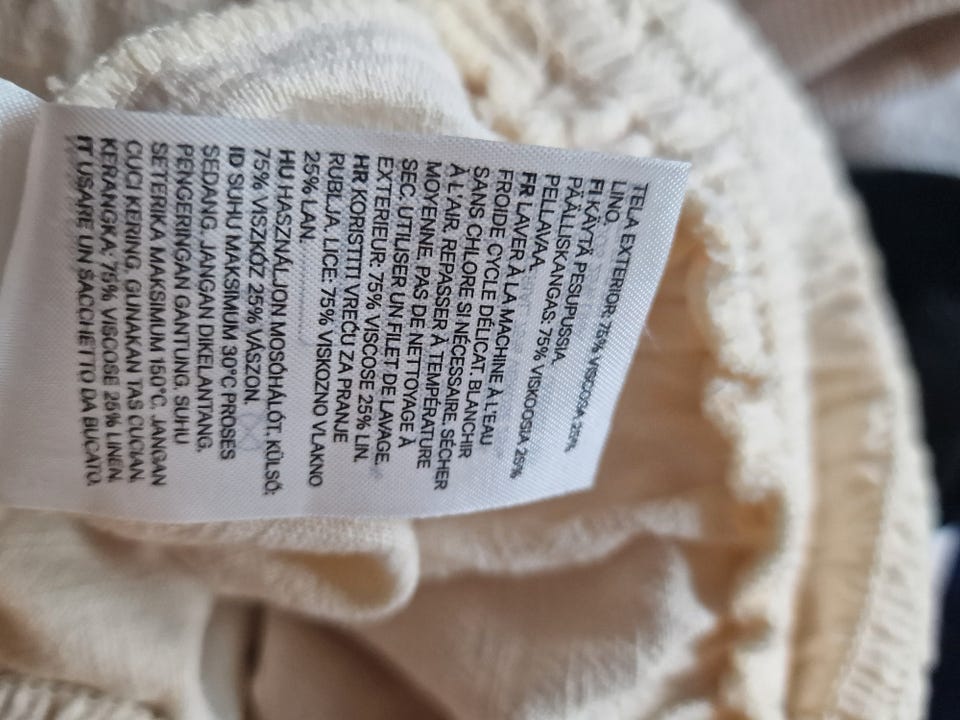 TELA EXTERIOR: 75% VISCOSA 25%
LINO.
FI KÄYTÄ PESUPUSSIA.
PÄÄLLISKANGAS: 75% VISKOOSIA 25%
PELLAVAA.
FR LAVER À LA MACHINE À L'EAU
FROIDE, CYCLE DÉLICAT. BLANCHIR
SANS CHLORE SI NÉCESSAIRE. SÉCHER
À L'AIR. REPASSER À TEMPÉRATURE
MOYENNE. PAS DE NETTOYAGE À
SEC. UTILISER UN FILET DE LAVAGE.
EXTERIEUR: 75% VISCOSE 25% LIN.
HR KORISTITI VREĆU ZA PRANJE
RUBLJA. LICE: 75% VISKOZNO VLAKNO
25% LAN.
HU HASZNÁLJON MOSÓHÁLÓT. KÜLSŐ:
75% VISZKÓZ 25% VÁSZON.
ID SUHU MAKSIMUM 30°C PROSES
SEDANG. JANGAN DIKELANTANG.
PENGERINGAN GANTUNG. SUHU
SETERIKA MAKSIMUM 150°C. JANGAN
CUCI KERING. GUNAKAN TAS CUCIAN.
KERANGKA: 75% VISCOSE 25% LINEN.
IT USARE UN SACCHETTO DA BUCATO.